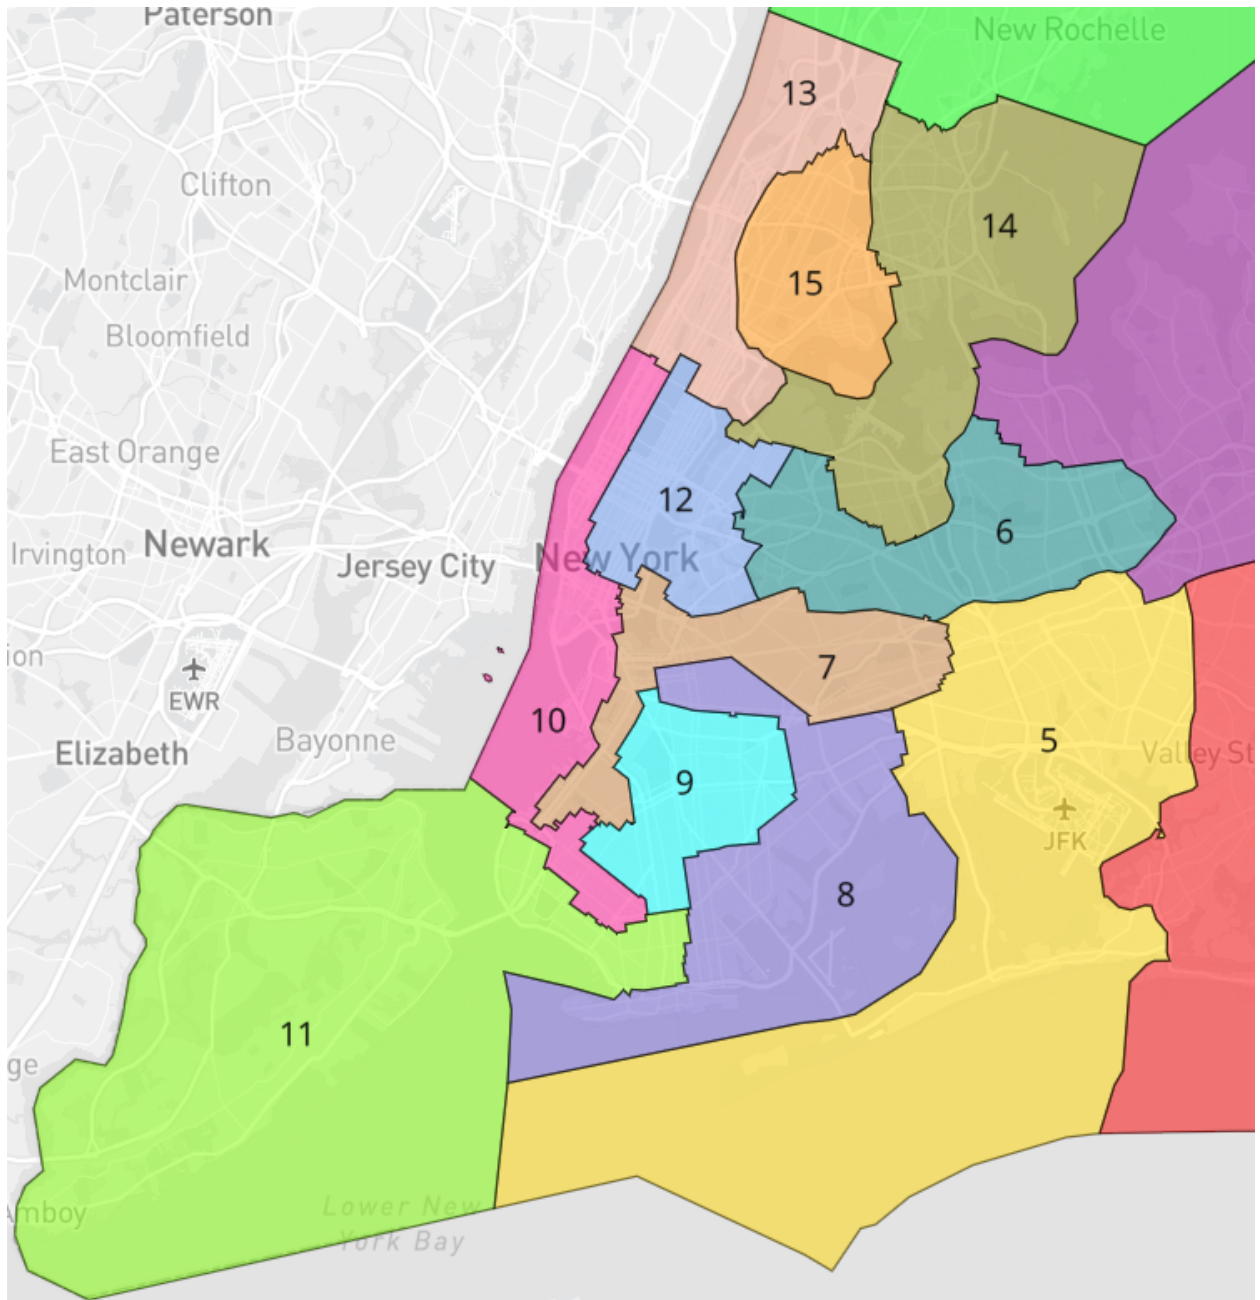 Paterson
New Rochelle
13
Clifton
14
15
Montclair
Bloomfield
East Orange
12
6
Irvington
Newark
Jersey City
New York
ion
7
EWR
10
5
Elizabeth
Bayonne
Valley St
9
JFK
8
11
ge
Amboy
Lower New
York Bay